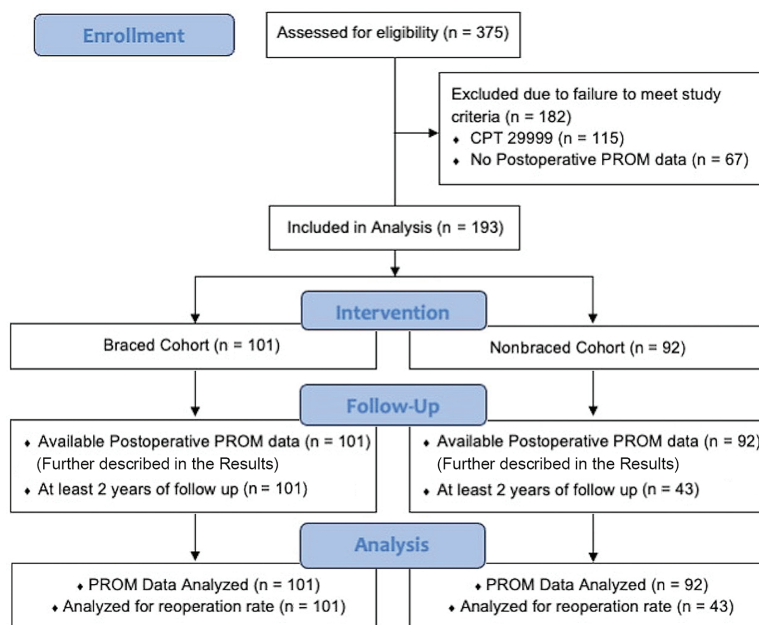 Enrollment
Assessed for eligibility (n = 375)
Excluded due to failure to meet study
criteria (n = 182)
♦ CPT 29999 (n = 115)
♦ No Postoperative PROM data (n = 67)
Included in Analysis (n = 193)
Intervention
Braced Cohort (n = 101)
Nonbraced Cohort (n = 92)
Follow-Up
♦ Available Postoperative PROM data (n = 101)
(Further described in the Results)
♦ At least 2 years of follow up (n = 101)
♦ Available Postoperative PROM data (n = 92)
(Further described in the Results)
♦ At least 2 years of follow up (n = 43)
Analysis
♦ PROM Data Analyzed (n = 101)
♦ Analyzed for reoperation rate (n = 101)
♦ PROM Data Analyzed (n = 92)
♦ Analyzed for reoperation rate (n = 43)